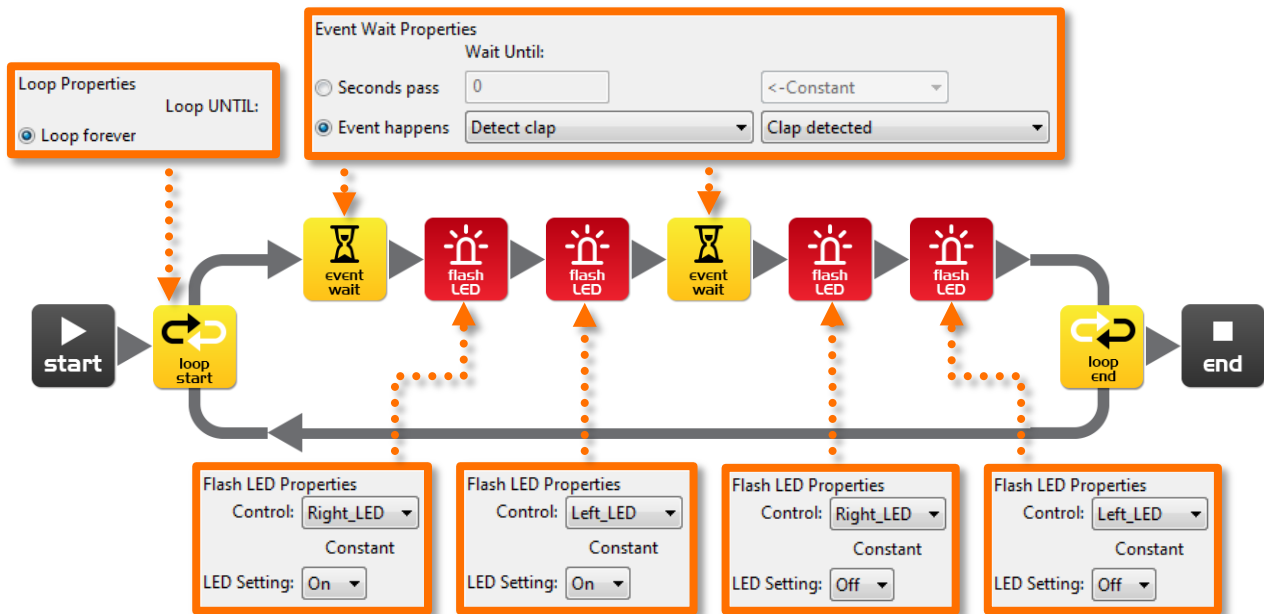 Event Wait Properties
Wait Until:
Seconds pass 0 <-Constant
Event happens Detect clap Clap detected
Loop Properties
Loop UNTIL:
Loop forever
event
wait
flash
LED
flash
LED
event
wait
flash
LED
flash
LED
start
loop
start
loop
end
end
Flash LED Properties
Control: Right_LED
Constant
LED Setting: On
Flash LED Properties
Control: Left_LED
Constant
LED Setting: On
Flash LED Properties
Control: Right_LED
Constant
LED Setting: Off
Flash LED Properties
Control: Left_LED
Constant
LED Setting: Off